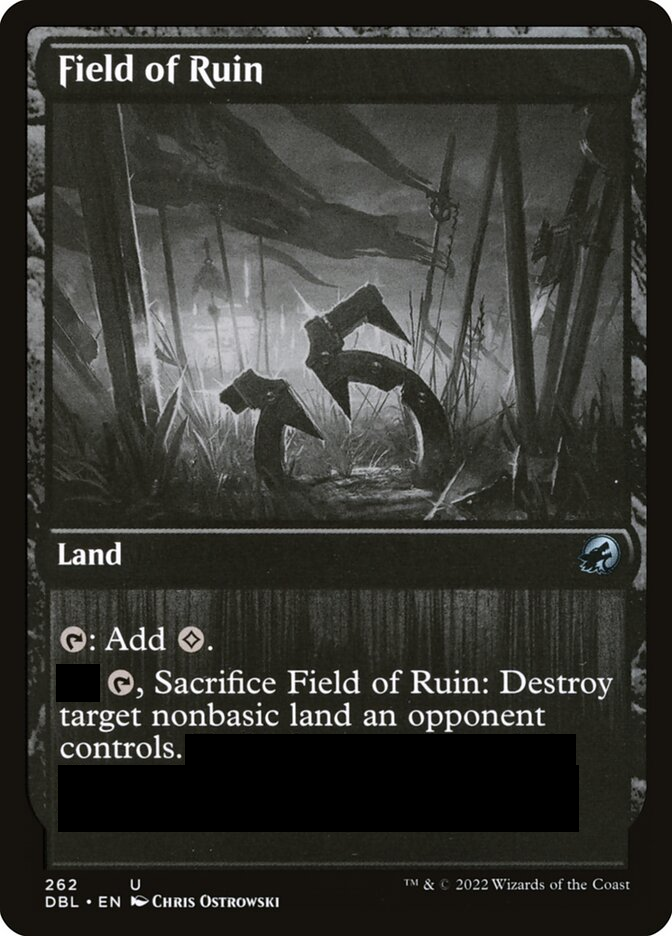 Field of Ruin
Land
: Add .
, Sacrifice Field of Ruin: Destroy
target nonbasic land an opponent
controls.
262 U
DBL • EN Chris Ostrowski
™ & © 2022 Wizards of the Coast